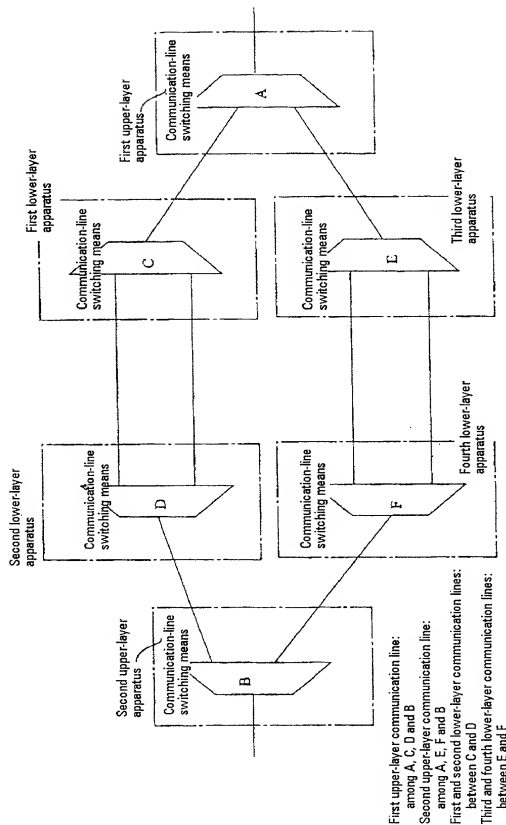 First upper-layer
apparatus
Communication-line
switching means
A
First lower-layer
apparatus
Communication-line
switching means
C
Communication-line
switching means
E
Third lower-layer
apparatus
Second lower-layer
apparatus
Communication-line
switching means
D
Communication-line
switching means
F
Fourth lower-layer
apparatus
Second upper-layer
apparatus
Communication-line
switching means
B
First upper-layer communication line:
among A, C, D and B
Second upper-layer communication line:
among A, E, F and B
First and second lower-layer communication lines:
between C and D
Third and fourth lower-layer communication lines:
between E and F